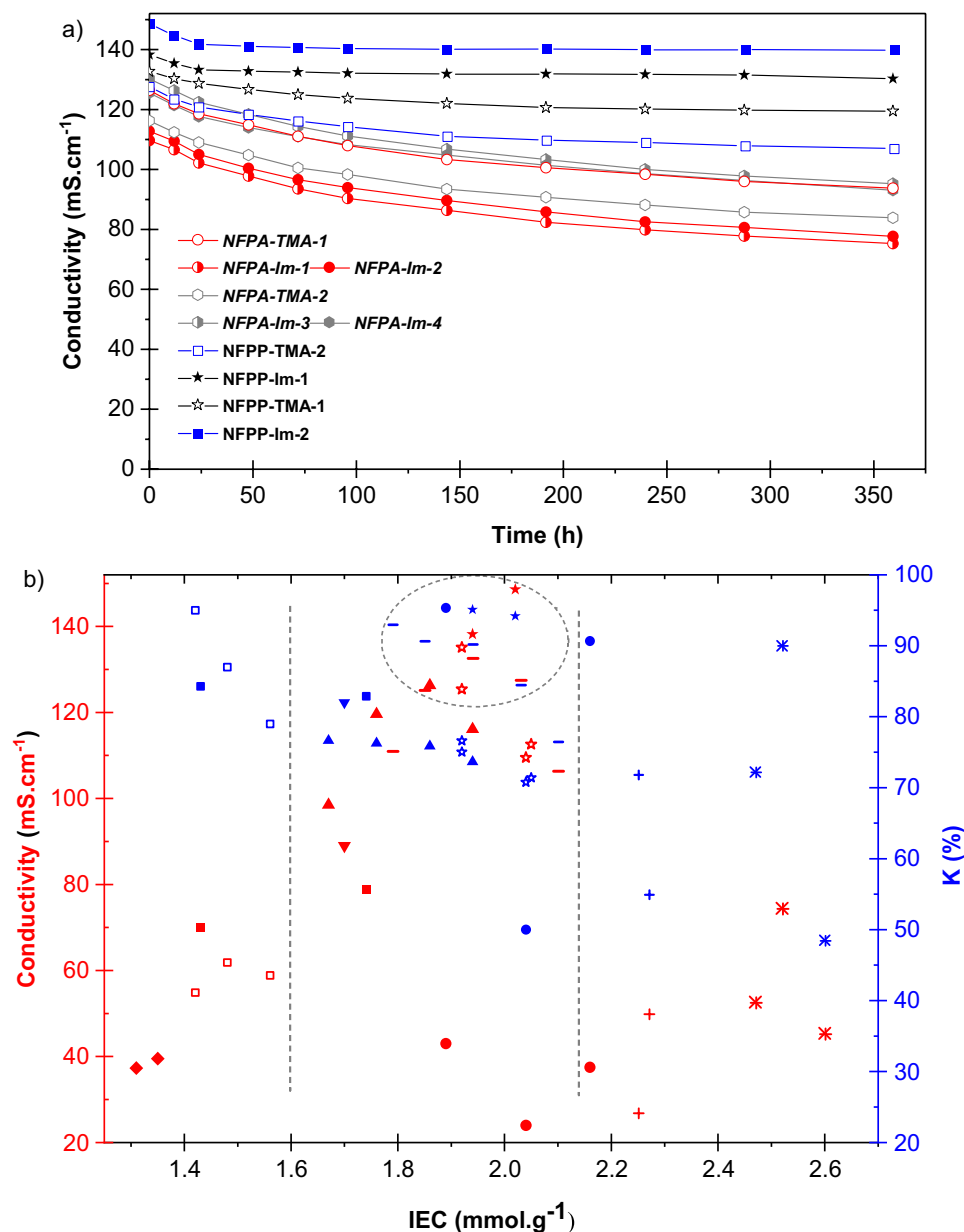 a)
140
120
100
80
60
40
20
0
Conductivity (mS.cm-1)
NFPA-TMA-1
NFPA-Im-1 NFPA-Im-2
NFPA-TMA-2
NFPA-Im-3 NFPA-Im-4
NFPP-TMA-2
NFPP-Im-1
NFPP-TMA-1
NFPP-Im-2
0 50 100 150 200 250 300 350
Time (h)
b)
140
120
100
80
60
40
20
Conductivity (mS.cm-1)
100
90
80
70
60
50
40
30
20
K (%)
1.4 1.6 1.8 2.0 2.2 2.4 2.6
IEC (mmol.g-1)